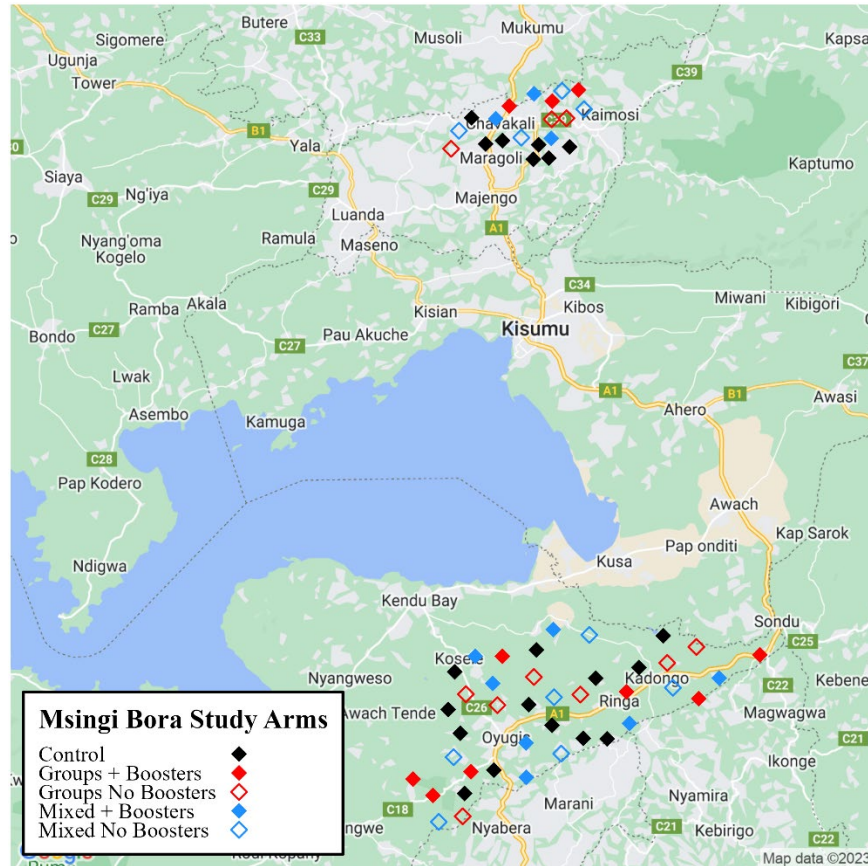 Butere
C33
Musoli
Mukumu
Sigomere
Kapsa
Ugunja
C39
Tower
B1
Yala
Chavakali
Kaimosi
Siaya
C29
Ng'iya
C29
Maragoli
Kaptumo
Luanda
Majengo
Nyang'oma
Kogelo
Ramula
Maseno
A1
C34
Kibos
Miwani
Kibigori
Ramba
Akala
Kisian
Kisumu
Bondo
C27
C27
Pau Akuche
C37
Lwak
Asembo
Kamuga
A1
B1
Ahero
Awasi
C28
Pap Kodero
Awach
Kap Sarok
Ndigwa
Kusa
Pap onditi
Kendu Bay
Sondu
C25
Nyangweso
Kosele
Kadongo
C22
Kebene
Awach Tende
C26
Ringa
Magwagwa
A1
Oyugis
C21
Ikonge
Marani
Nyamira
C18
ngwe
Nyabera
C21
Kebirigo
C22
Msingi Bora Study Arms
Control
Groups + Boosters
Groups No Boosters
Mixed + Boosters
Mixed No Boosters
Map data ©2023